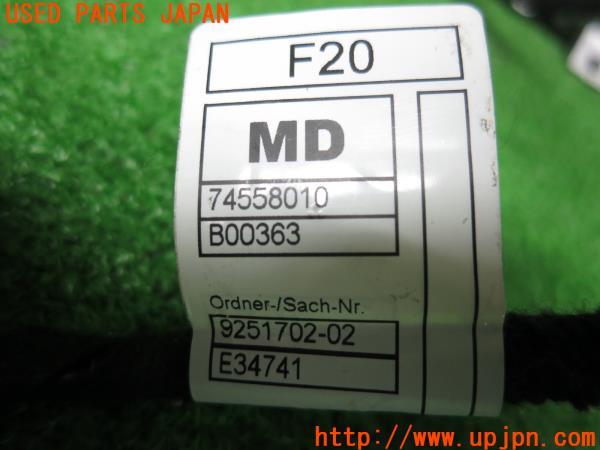 USED PARTS JAPAN
F20
MD
74558010
B00363
Ordner-/Sach-Nr.
9251702-02
E34741
http://www.upjpn.com/